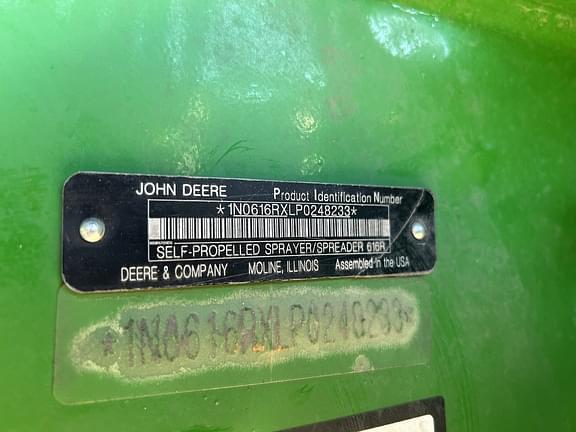 JOHN DEERE Product Identification Number
*1N0616RXLP0248233*
SELF-PROPELLED SPRAYER/SPREADER 616R
DEERE & COMPANY MOLINE, ILLINOIS Assembled in the USA
*1N0616RXLP0248233*